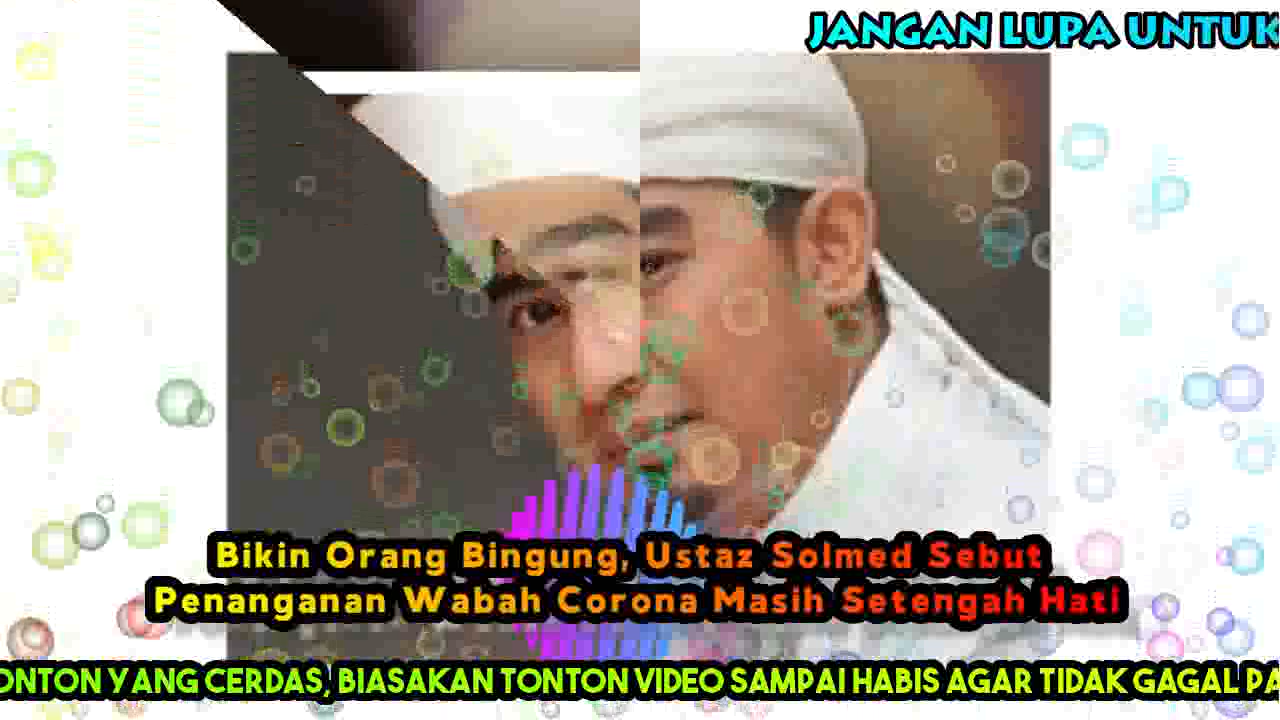 JANGAN LUPA UNTUK
Bikin Orang Bingung, Ustaz Solmed Sebut
Penanganan Wabah Corona Masih Setengah Hati
ONTON YANG CERDAS, BIASAKAN TONTON VIDEO SAMPAI HABIS AGAR TIDAK GAGAL PA